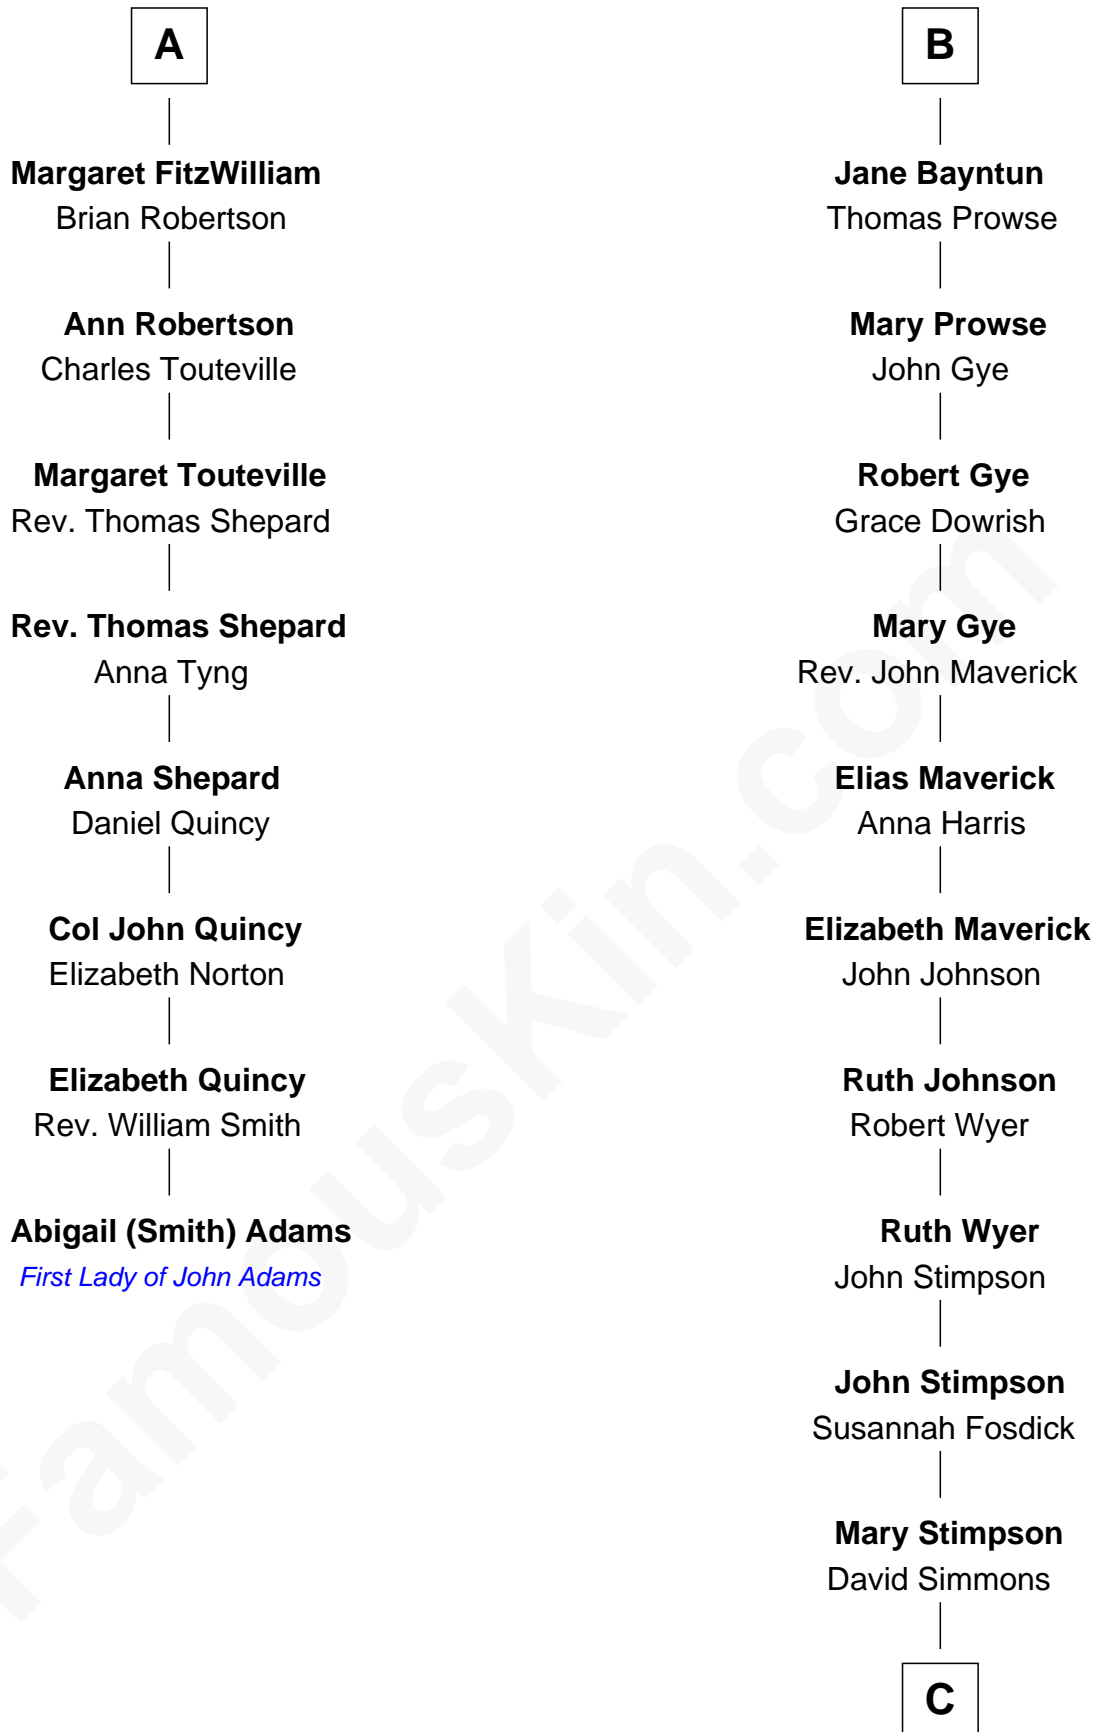 A
Margaret FitzWilliam
Brian Robertson
Ann Robertson
Charles Touteville
Margaret Touteville
Rev. Thomas Shepard
Rev. Thomas Shepard
Anna Tyng
Anna Shepard
Daniel Quincy
Col John Quincy
Elizabeth Norton
Elizabeth Quincy
Rev. William Smith
Abigail (Smith) Adams
First Lady of John Adams
B
Jane Bayntun
Thomas Prowse
Mary Prowse
John Gye
Robert Gye
Grace Dowrish
Mary Gye
Rev. John Maverick
Elias Maverick
Anna Harris
Elizabeth Maverick
John Johnson
Ruth Johnson
Robert Wyer
Ruth Wyer
John Stimpson
John Stimpson
Susannah Fosdick
Mary Stimpson
David Simmons
C
FamousKin.com